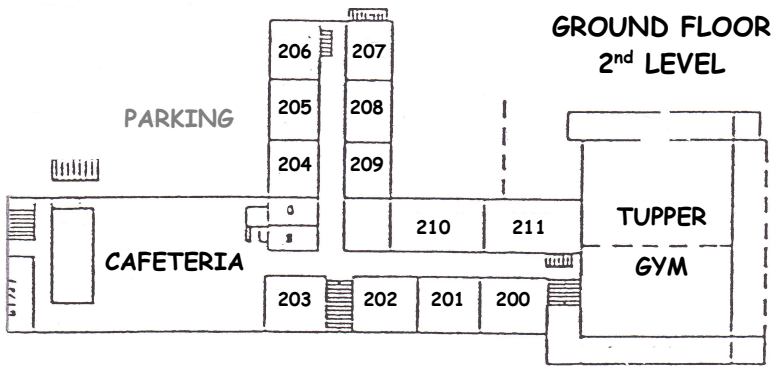 GROUND FLOOR
2nd LEVEL
206 207
PARKING
205 208
204 209
210 211
TUPPER
GYM
CAFETERIA
203 202 201 200